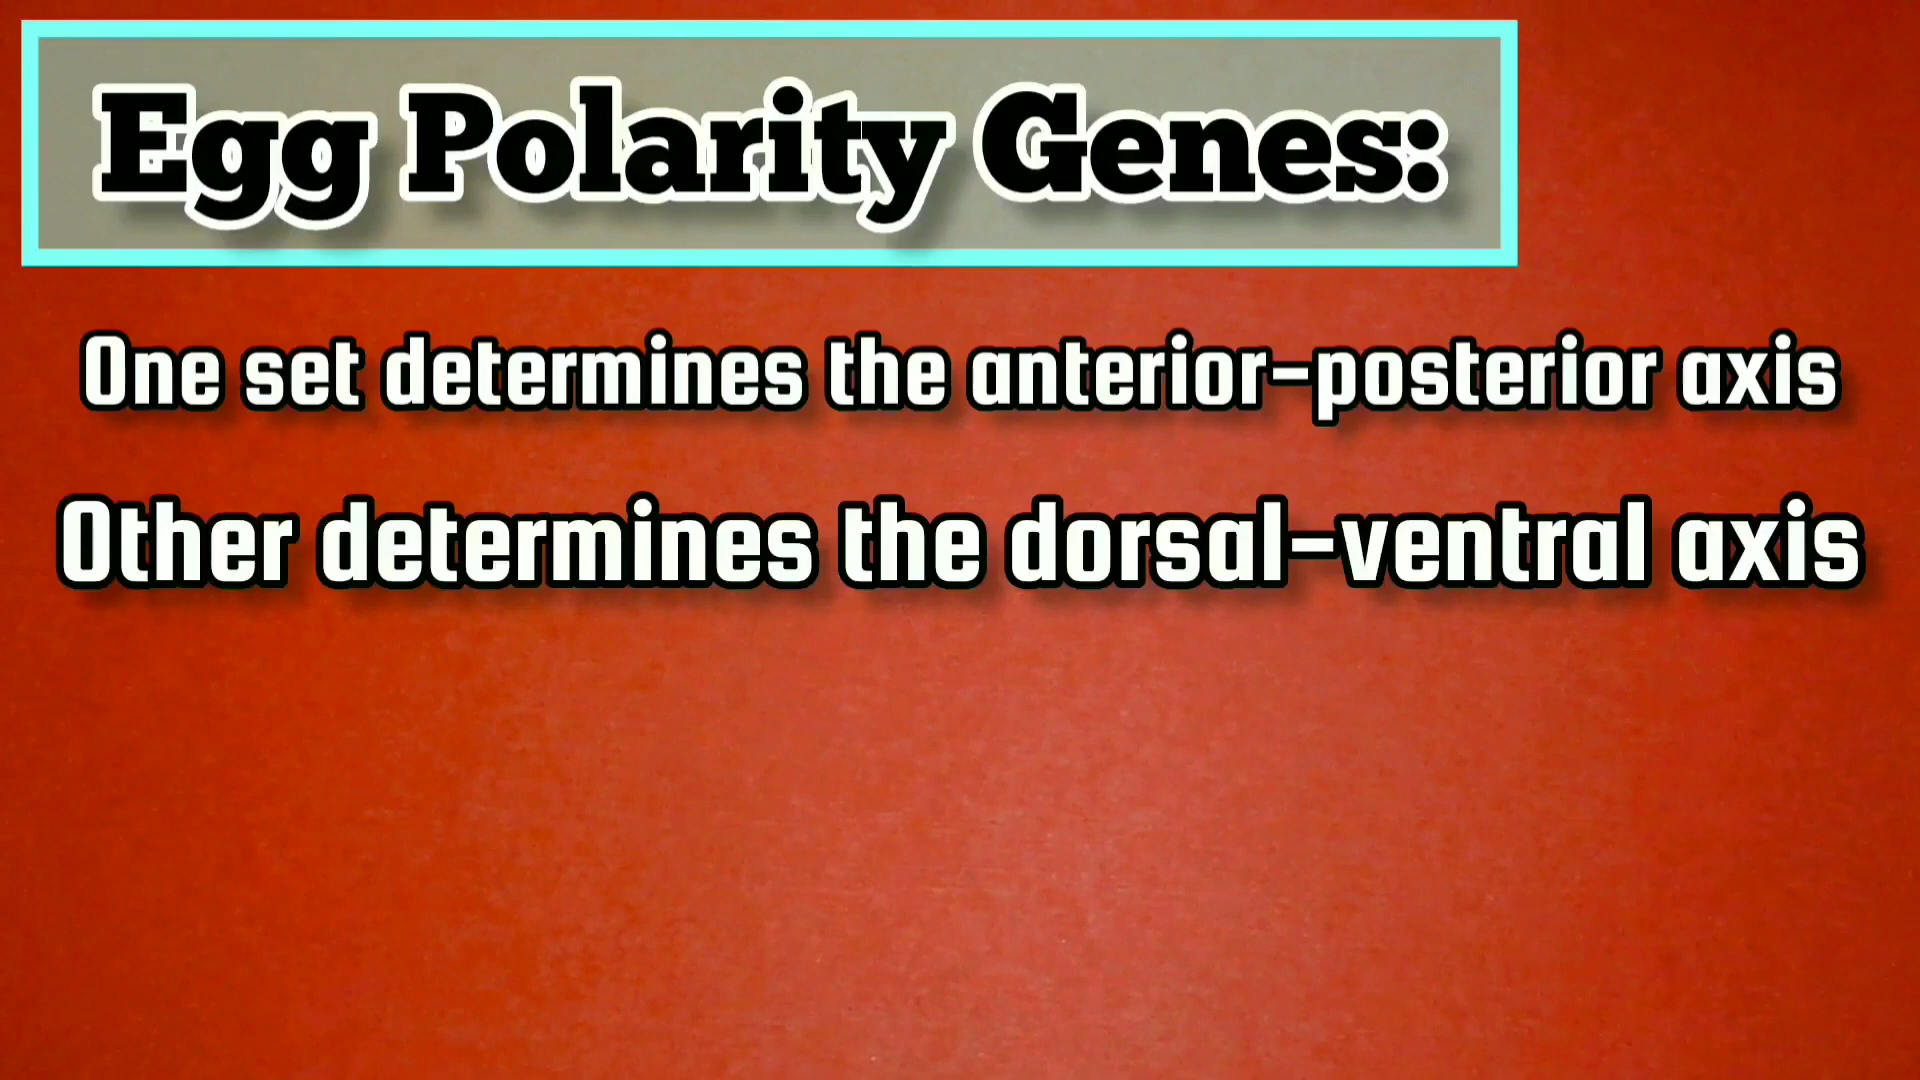 Egg Polarity Genes:
One set determines the anterior-posterior axis
Other determines the dorsal-ventral axis